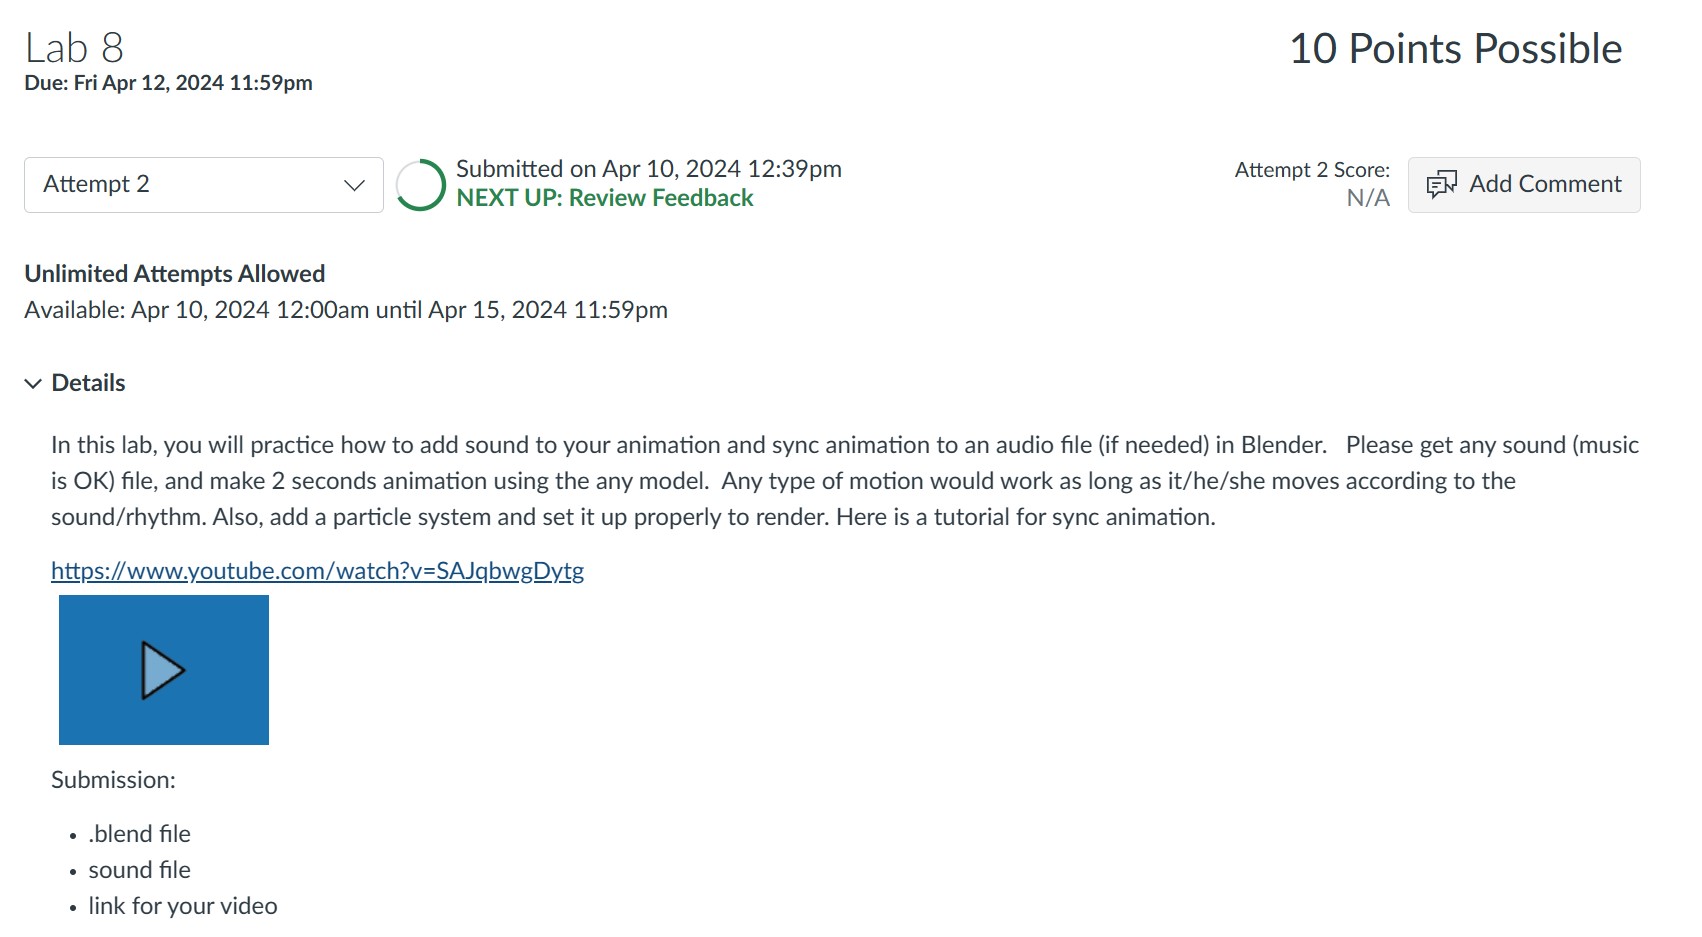 Lab 8
10 Points Possible
Due: Fri Apr 12, 2024 11:59pm
Attempt 2
Submitted on Apr 10, 2024 12:39pm
NEXT UP: Review Feedback
Attempt 2 Score:
N/A
Add Comment
Unlimited Attempts Allowed
Available: Apr 10, 2024 12:00am until Apr 15, 2024 11:59pm
Details
In this lab, you will practice how to add sound to your animation and sync animation to an audio file (if needed) in Blender.   Please get any sound (music
is OK) file, and make 2 seconds animation using the any model.  Any type of motion would work as long as it/he/she moves according to the
sound/rhythm. Also, add a particle system and set it up properly to render. Here is a tutorial for sync animation.
https://www.youtube.com/watch?v=SAJqbwgDytg
Submission:
• .blend file
• sound file
• link for your video